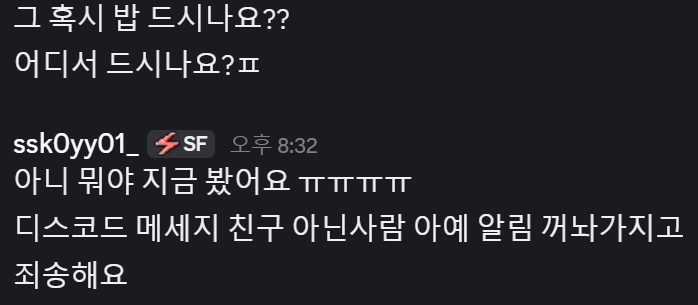 그 혹시 밥 드시나요??
어디서 드시나요?ㅍ
ssk0yy01_ SF 오후 8:32
아니 뭐야 지금 봤어요 ㅠㅠㅠㅠ
디스코드 메세지 친구 아닌사람 아예 알림 꺼놔가지고
죄송해요